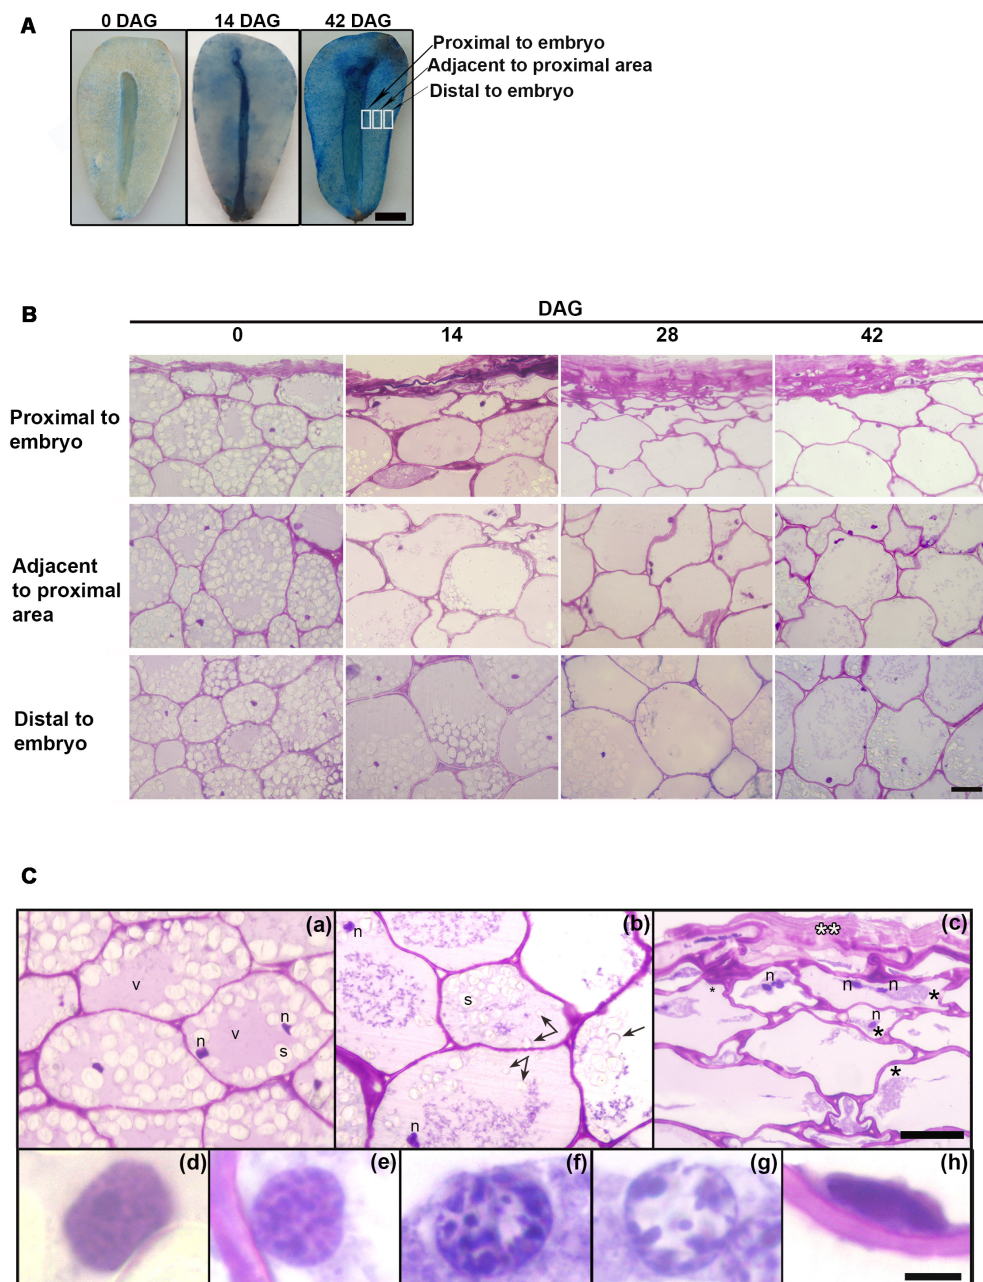 A
0 DAG 14 DAG 42 DAG
Proximal to embryo
Adjacent to proximal area
Distal to embryo
B
DAG
0 14 28 42
Proximal to
embryo
Adjacent
to proximal
area
Distal to
embryo
C
(a) (b) (c)
v n s v n
n s n
** n n n * * * *
(d) (e) (f) (g) (h)